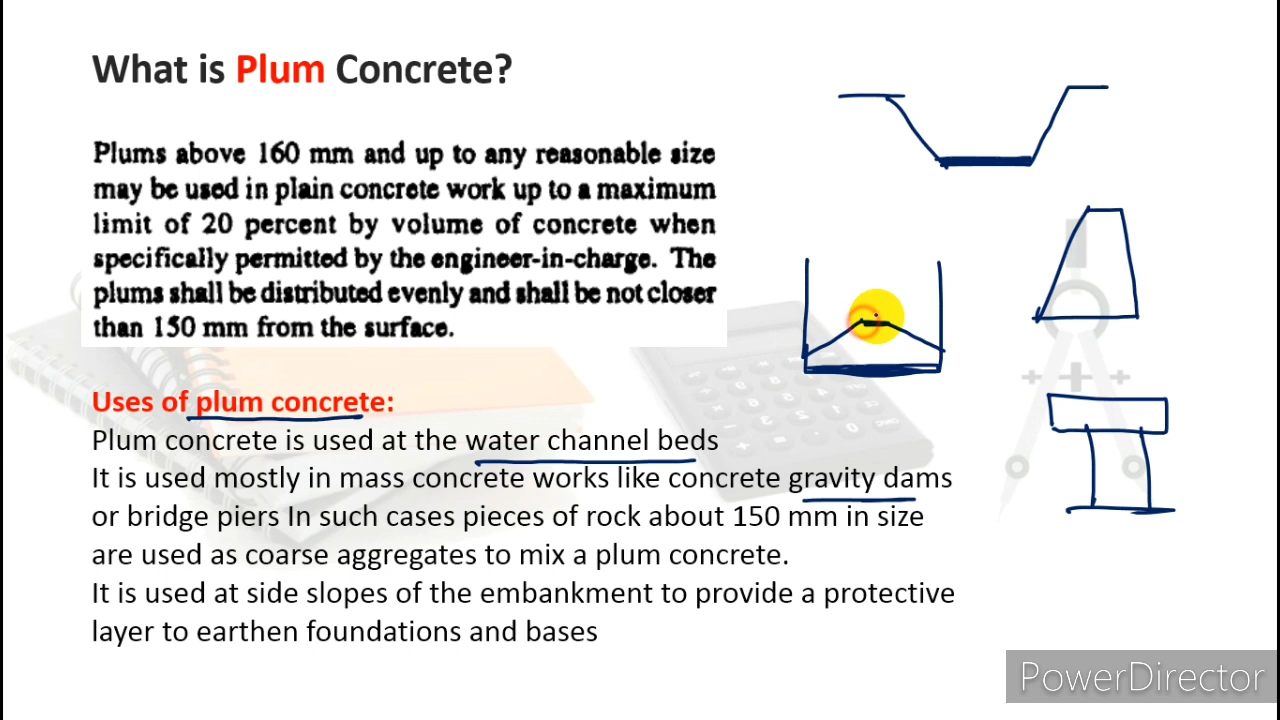 What is Plum Concrete?
Plums above 160 mm and up to any reasonable size
may be used in plain concrete work up to a maximum
limit of 20 percent by volume of concrete when
specifically permitted by the engineer-in-charge. The
plums shall be distributed evenly and shall be not closer
than 150 mm from the surface.
Uses of plum concrete:
Plum concrete is used at the water channel beds
It is used mostly in mass concrete works like concrete gravity dams
or bridge piers In such cases pieces of rock about 150 mm in size
are used as coarse aggregates to mix a plum concrete.
It is used at side slopes of the embankment to provide a protective
layer to earthen foundations and bases
PowerDirector